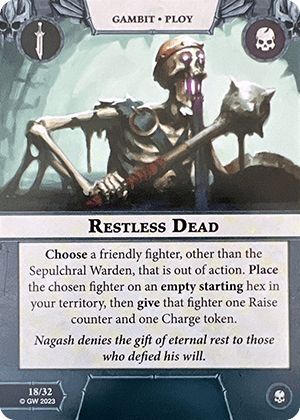 GAMBIT • PLOY
RESTLESS DEAD
Choose a friendly fighter, other than the
Sepulchral Warden, that is out of action. Place
the chosen fighter on an empty starting hex in
your territory, then give that fighter one Raise
counter and one Charge token.
Nagash denies the gift of eternal rest to those
who defied his will.
18/32
© GW 2023